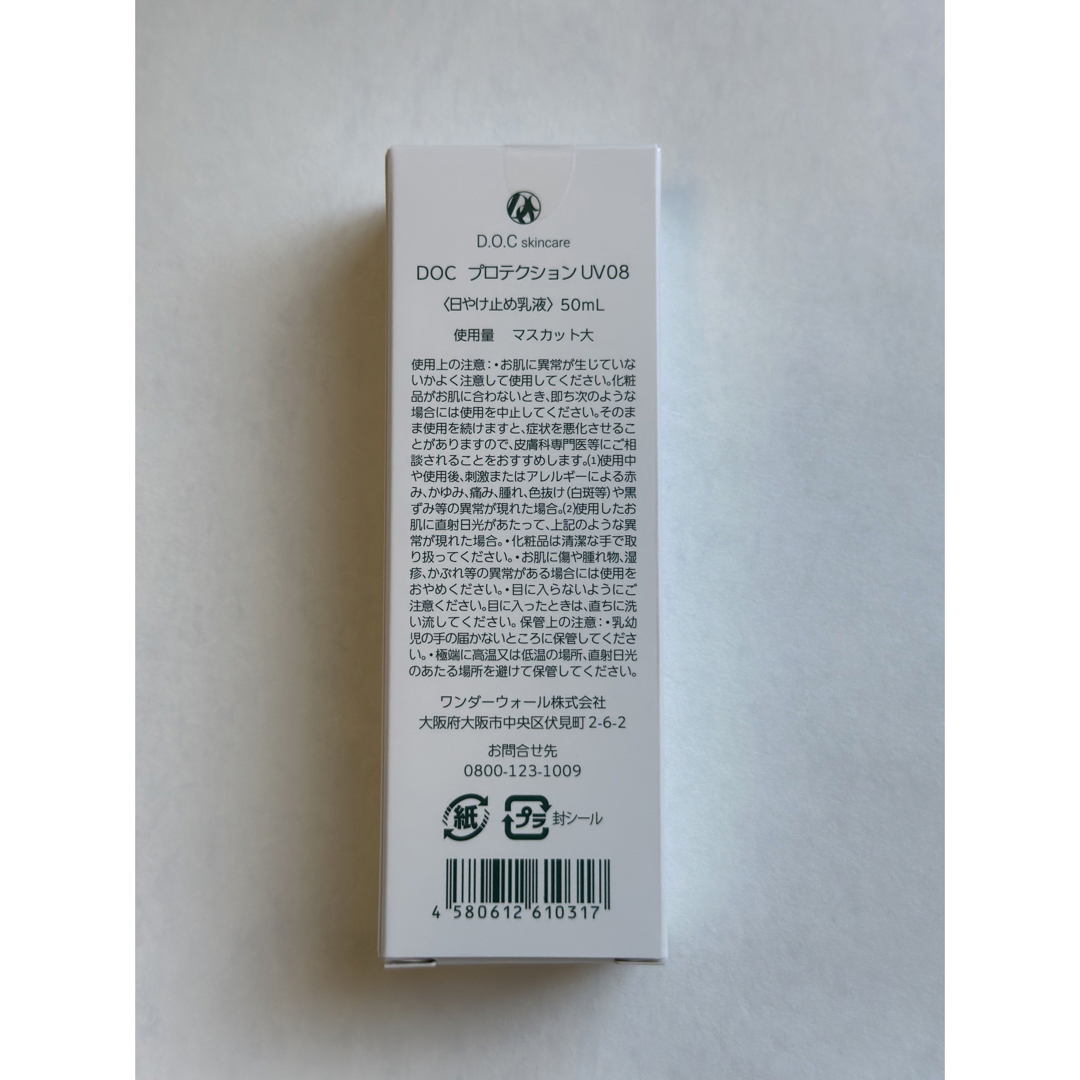 D.O.C skincare
DOC プロテクション UV08
〈日やけ止め乳液〉 50mL
使用量 マスカット大
使用上の注意：・お肌に異常が生じていな
いかよく注意して使用してください。化粧
品がお肌に合わないとき、即ち次のような
場合には使用を中止してください。そのま
ま使用を続けますと、症状を悪化させるこ
とがありますので、皮膚科専門医等にご相
談されることをおすすめします。(1)使用中
や使用後、刺激またはアレルギーによる赤
み、かゆみ、痛み、腫れ、色抜け（白斑等）や黒
ずみ等の異常が現れた場合。(2)使用したお
肌に直射日光があたって、上記のような異
常が現れた場合。・化粧品は清潔な手で取
り扱ってください。・お肌に傷や腫れ物、湿
疹、かぶれ等の異常がある場合には使用を
おやめください。・目に入らないようにご
注意ください。目に入ったときは、直ちに洗
い流してください。保管上の注意：・乳幼
児の手の届かないところに保管してくださ
い。・極端に高温又は低温の場所、直射日光
のあたる場所を避けて保管してください。
ワンダーウォール株式会社
大阪府大阪市中央区伏見町 2-6-2
お問合せ先
0800-123-1009
紙 プラ 封シール
4 580612 610317